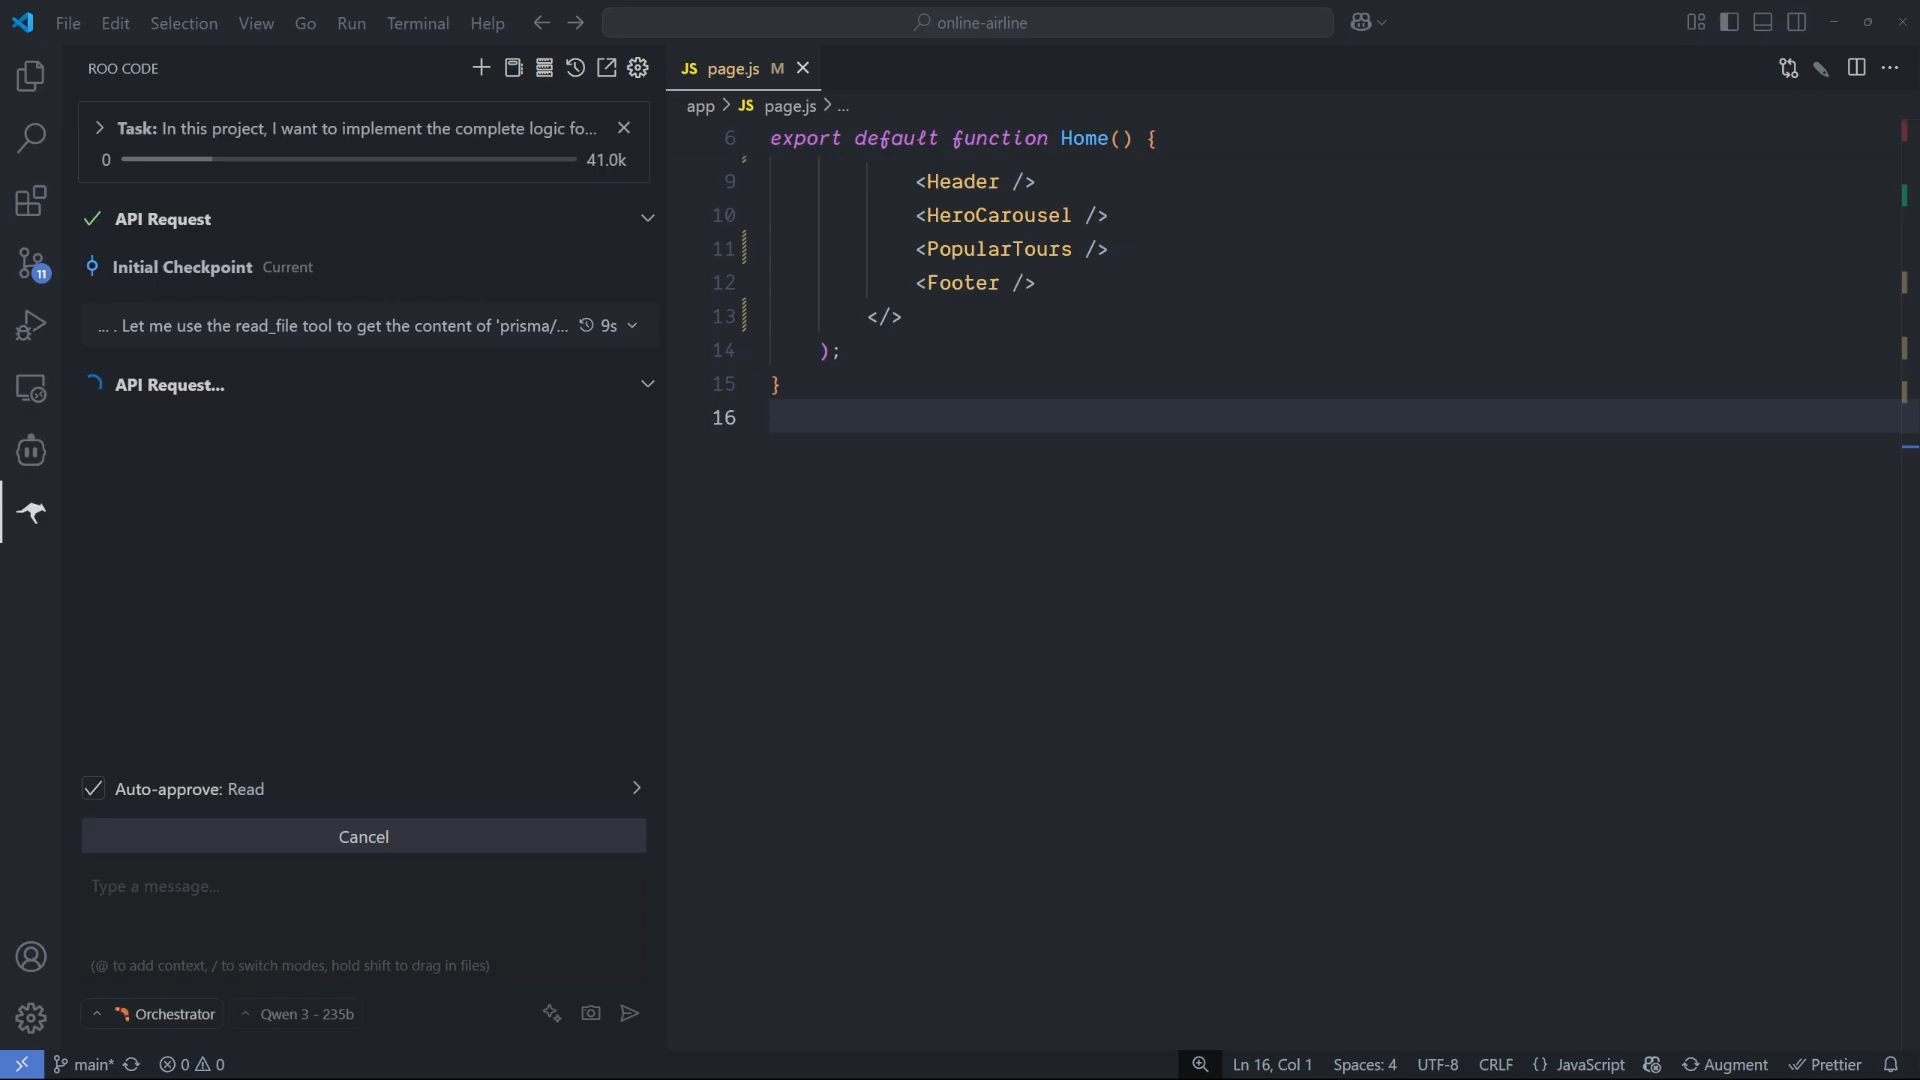 File Edit Selection View Go Run Terminal Help
online-airline
ROO CODE
Task: In this project, I want to implement the complete logic fo...
0 41.0k
API Request
Initial Checkpoint Current
... . Let me use the read_file tool to get the content of 'prisma/... 9s
API Request...
Auto-approve: Read
Cancel
Type a message...
(@ to add context, / to switch modes, hold shift to drag in files)
Orchestrator
Qwen 3 - 235b
11
JS page.js M
app > JS page.js > ...
6 export default function Home() {
9 <Header />
10 <HeroCarousel />
11 <PopularTours />
12 <Footer />
13 </>
14 );
15 }
16
main* 0 0
Ln 16, Col 1 Spaces: 4 UTF-8 CRLF {} JavaScript Augment Prettier